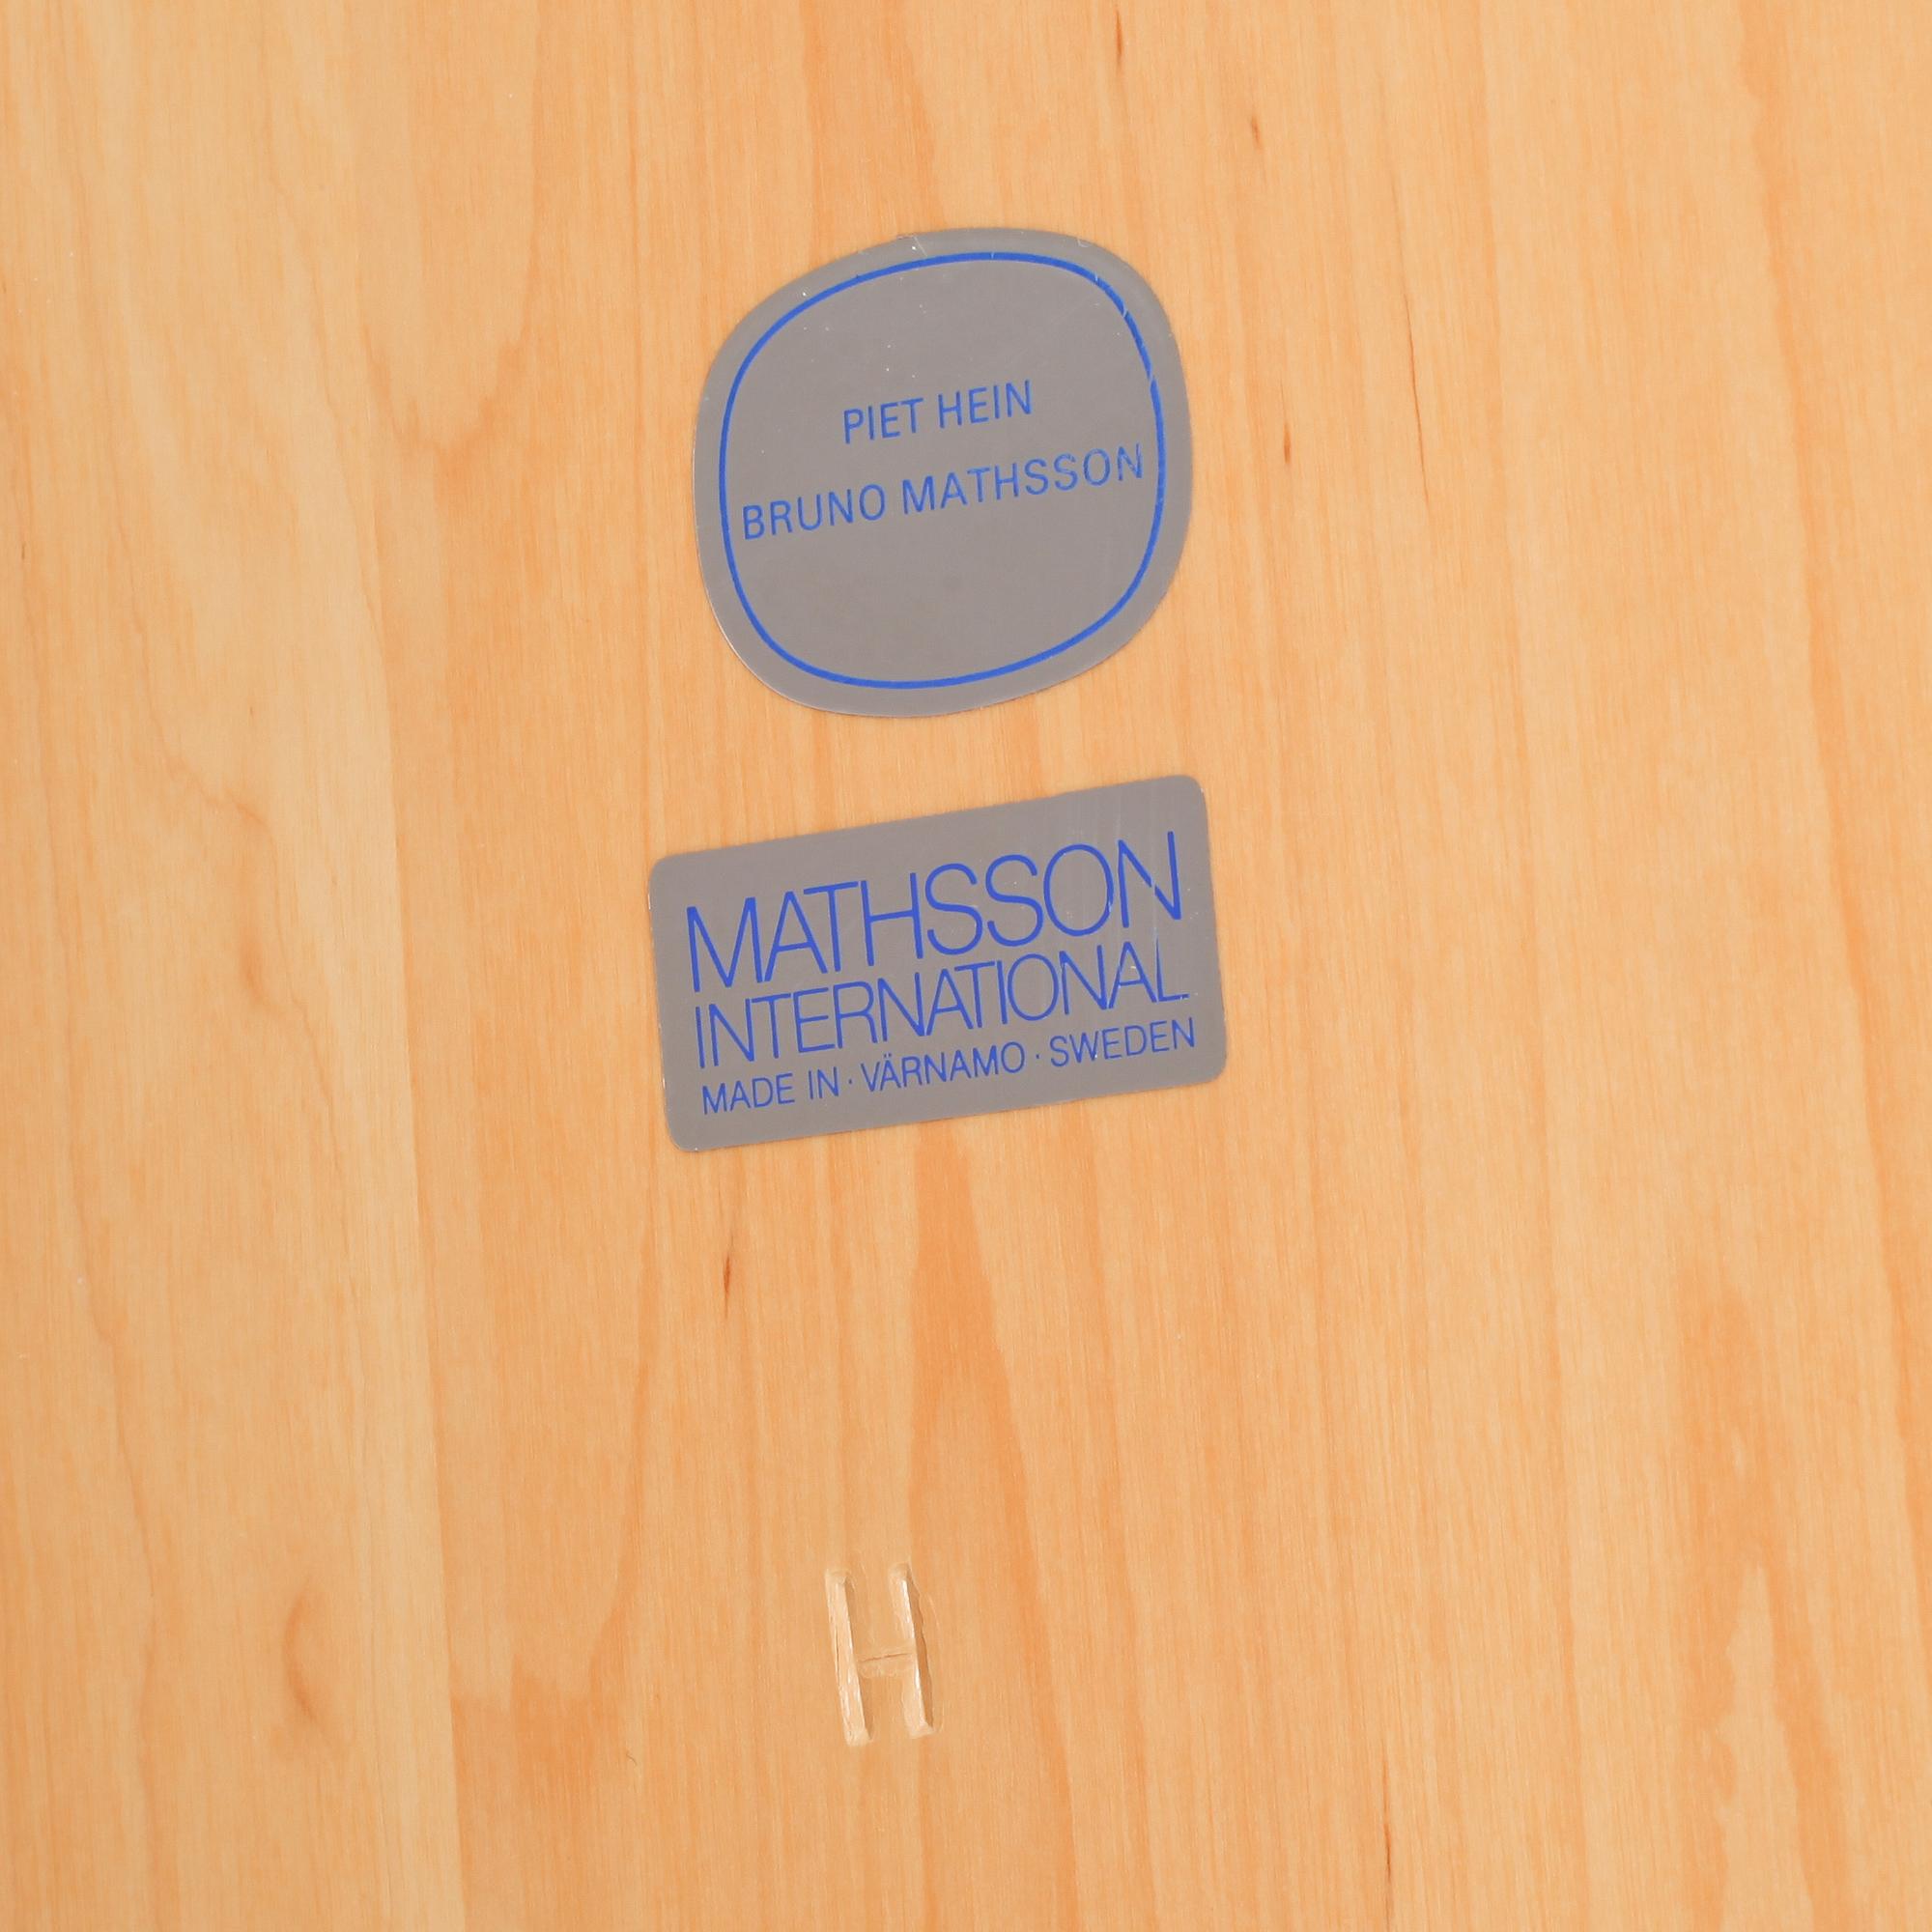 PIET HEIN
BRUNO MATHSSON
MATHSSON
INTERNATIONAL
MADE IN · VÄRNAMO · SWEDEN
H